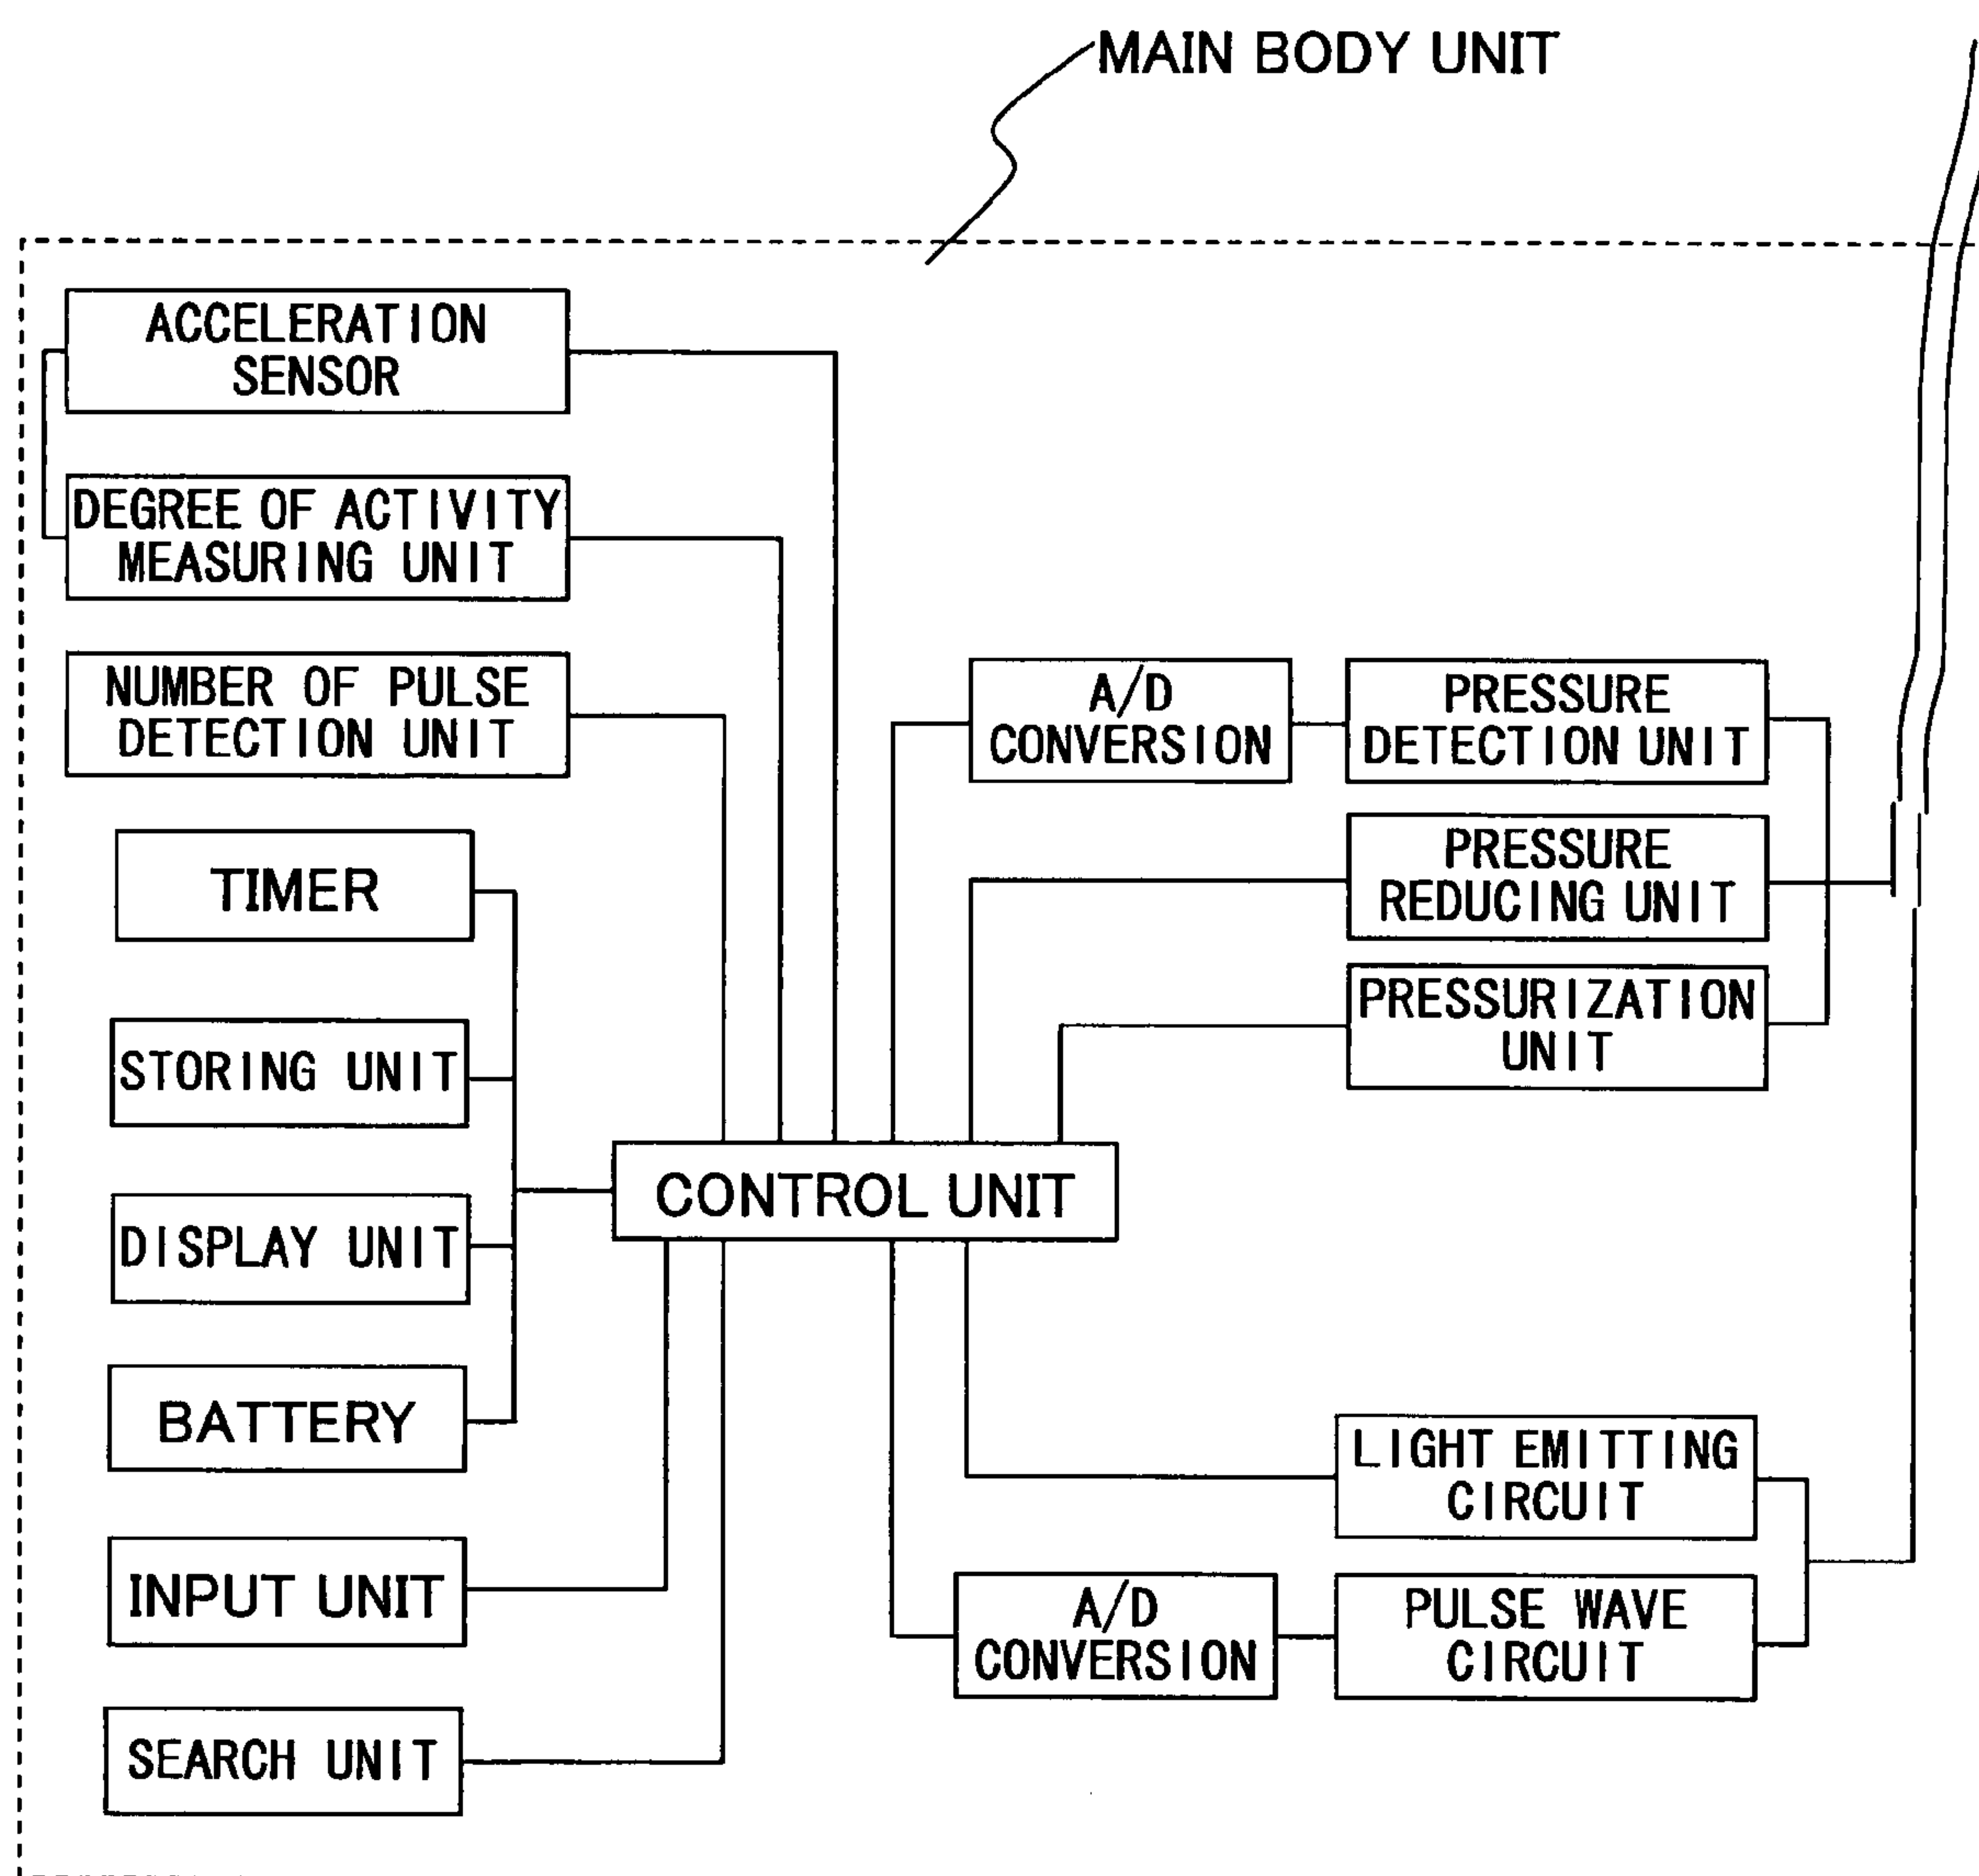 MAIN BODY UNIT
ACCELERATION
SENSOR
DEGREE OF ACTIVITY
MEASURING UNIT
NUMBER OF PULSE
DETECTION UNIT
TIMER
STORING UNIT
DISPLAY UNIT
BATTERY
INPUT UNIT
SEARCH UNIT
CONTROL UNIT
A/D
CONVERSION
PRESSURE
DETECTION UNIT
PRESSURE
REDUCING UNIT
PRESSURIZATION
UNIT
LIGHT EMITTING
CIRCUIT
A/D
CONVERSION
PULSE WAVE
CIRCUIT